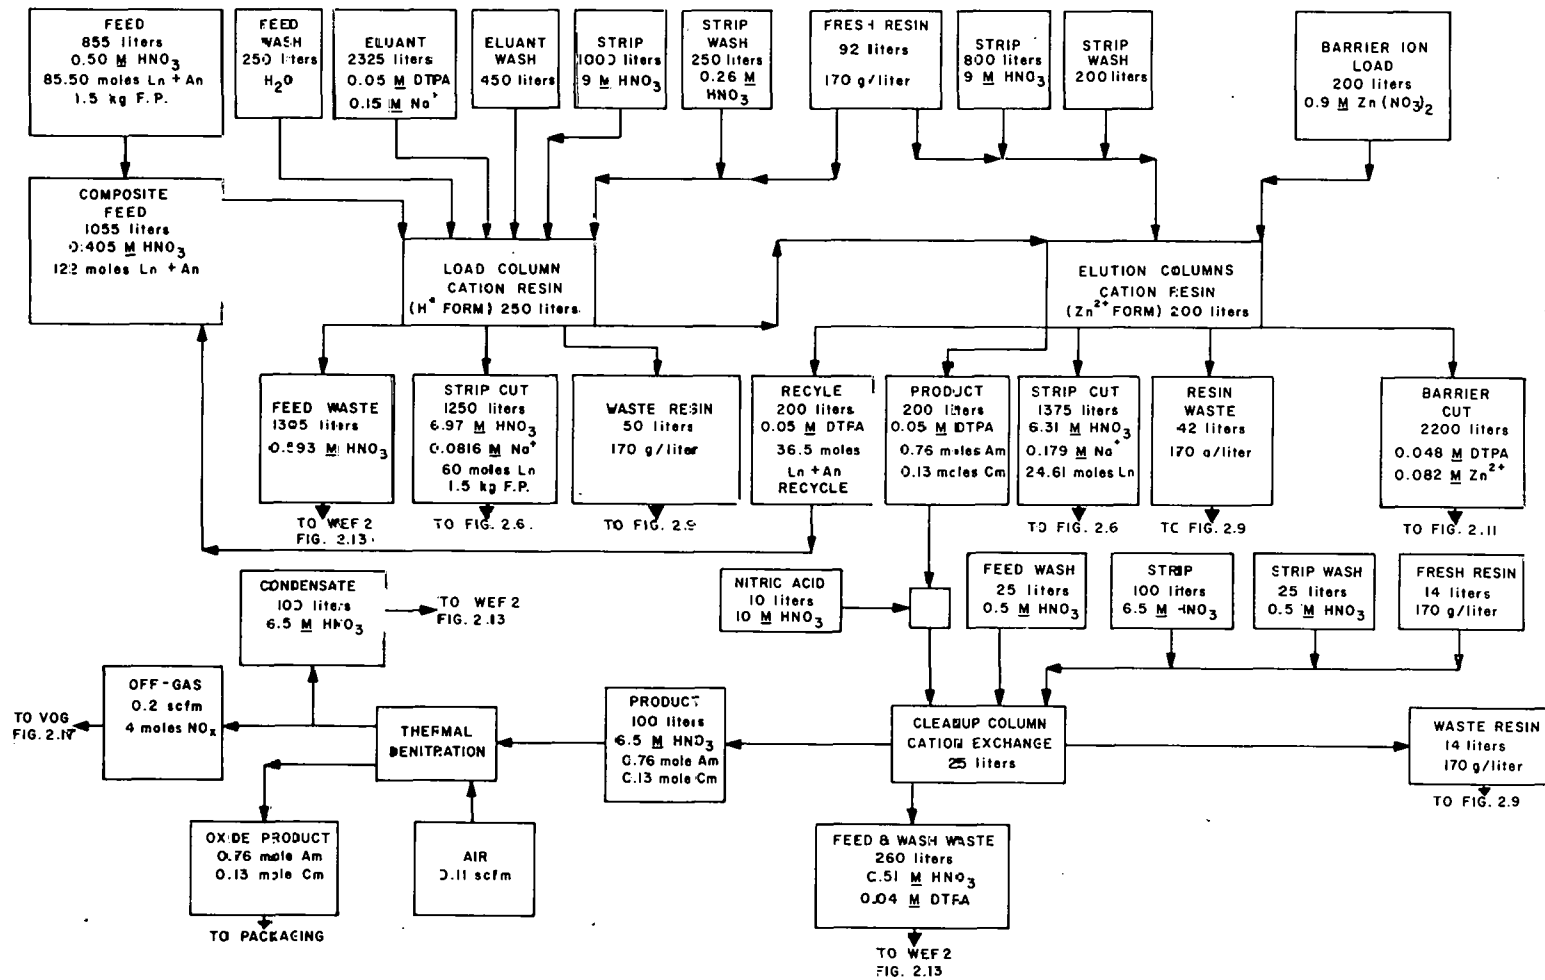 FEED
855 liters
0.50 M HNO3
85.50 moles Ln + An
1.5 kg F.P.
FEED
WASH
250 liters
H2O
ELUANT
2325 liters
0.05 M DTPA
0.15 M Na+
ELUANT
WASH
450 liters
STRIP
1000 liters
9 M HNO3
STRIP
WASH
250 liters
0.26 M
HNO3
FRESH RESIN
92 liters
170 g/liter
STRIP
800 liters
9 M HNO3
STRIP
WASH
200 liters
BARRIER ION
LOAD
200 liters
0.9 M Zn(NO3)2
COMPOSITE
FEED
1055 liters
0.405 M HNO3
122 moles Ln + An
LOAD COLUMN
CATION RESIN
(H+ FORM) 250 liters
ELUTION COLUMNS
CATION RESIN
(Zn2+ FORM) 200 liters
FEED WASTE
1305 liters
0.593 M HNO3
TO WEF 2
FIG. 2.13
STRIP CUT
1250 liters
6.97 M HNO3
0.0816 M Na+
60 moles Ln
1.5 kg F.P.
TO FIG. 2.6
WASTE RESIN
50 liters
170 g/liter
TO FIG. 2.9
RECYLE
200 liters
0.05 M DTPA
36.5 moles
Ln + An
RECYCLE
PRODUCT
200 liters
0.05 M DTPA
0.76 moles Am
0.13 moles Cm
STRIP CUT
1375 liters
6.31 M HNO3
0.179 M Na+
24.61 moles Ln
TO FIG. 2.6
RESIN
WASTE
42 liters
170 g/liter
TO FIG. 2.9
BARRIER
CUT
2200 liters
0.048 M DTPA
0.082 M Zn2+
TO FIG. 2.11
CONDENSATE
100 liters
6.5 M HNO3
TO WEF 2
FIG. 2.13
NITRIC ACID
10 liters
10 M HNO3
FEED WASH
25 liters
0.5 M HNO3
STRIP
100 liters
6.5 M HNO3
STRIP WASH
25 liters
0.5 M HNO3
FRESH RESIN
14 liters
170 g/liter
TO VOG
OFF-GAS
0.2 scfm
4 moles NOx
THERMAL
DENITRATION
PRODUCT
100 liters
6.5 M HNO3
0.76 mole Am
0.13 mole Cm
CLEANUP COLUMN
CATION EXCHANGE
25 liters
WASTE RESIN
14 liters
170 g/liter
TO FIG. 2.9
OXIDE PRODUCT
0.76 mole Am
0.13 mole Cm
TO PACKAGING
AIR
0.11 scfm
FEED & WASH WASTE
260 liters
0.51 M HNO3
0.04 M DTPA
TO WEF 2
FIG. 2.13